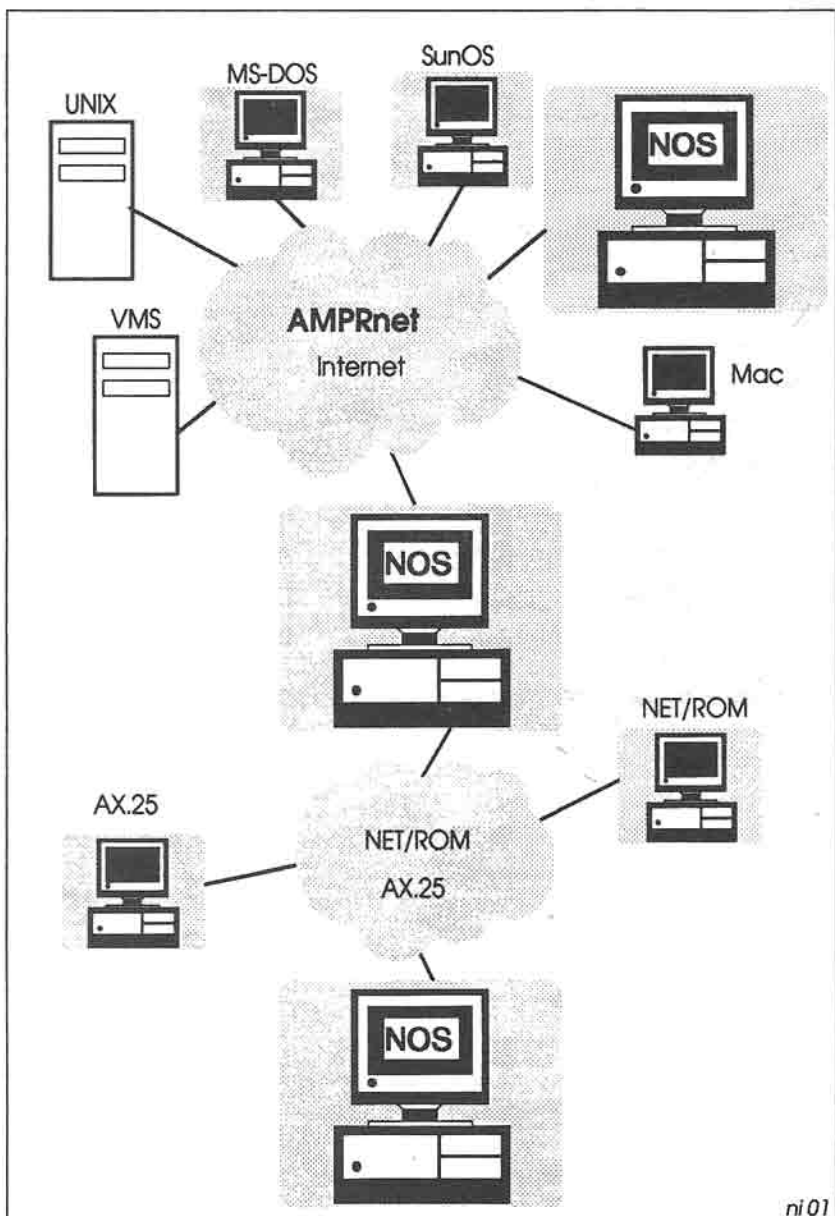 SunOS
MS-DOS
UNIX
NOS
VMS
AMPRnet
Internet
Mac
NOS
NET/ROM
AX.25
NET/ROM
AX.25
NOS
ni 01